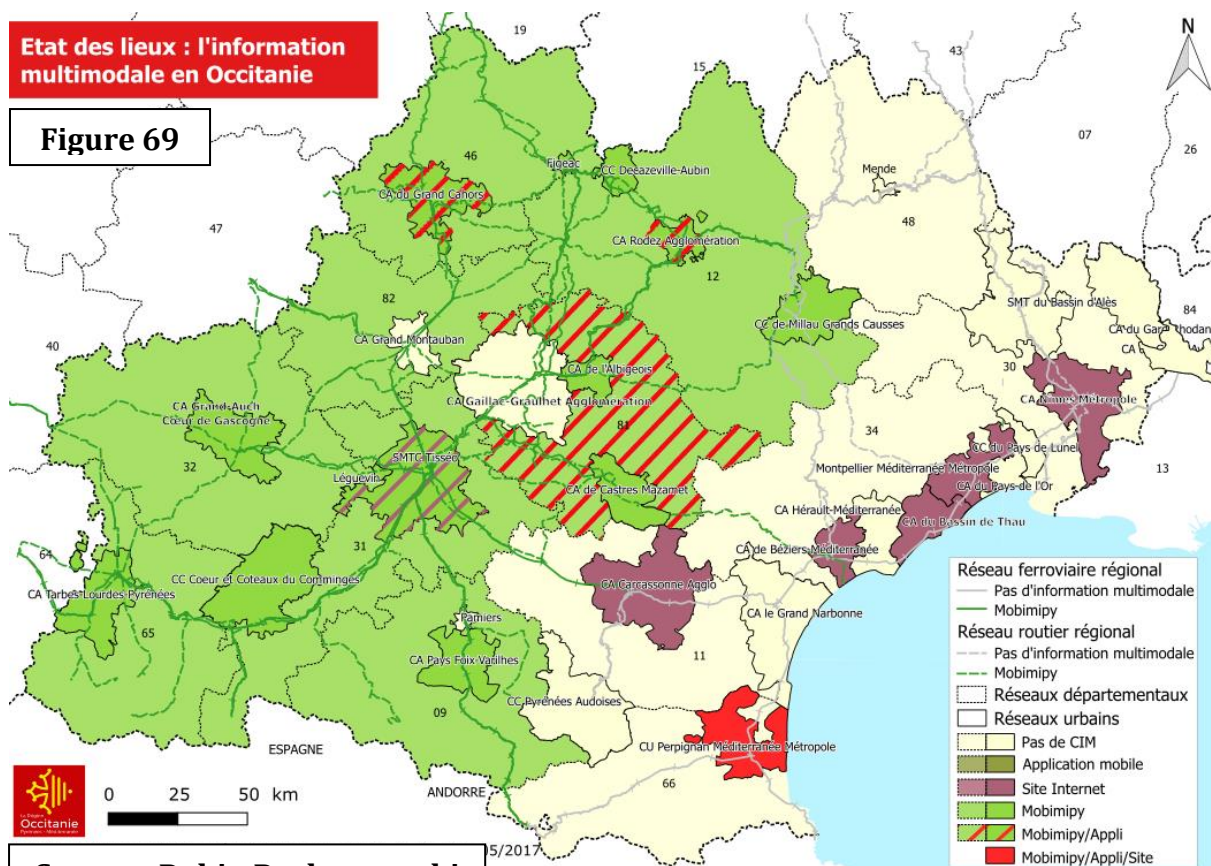 Etat des lieux : l'information
multimodale en Occitanie
Figure 69
N
19
15
43
07
26
46
Figeac
CC Decazeville-Aubin
Mende
CA du Grand Cahors
48
47
CA Rodez Agglomération
12
82
SMT du Bassin d'Alès
84
CC de Millau Grands Causses
40
CA Grand Montauban
CA de l'Albigeois
30
CA Gaillac-Graulhet Agglomération
CA Nîmes Métropole
CA Grand-Auch
Cœur de Gascogne
81
34
CC du Pays de Lunel
32
SMTC Tisséo
Montpellier Méditerranée Métropole
13
Léguevin
CA de Castres Mazamet
CA du Pays de l'Or
CA Hérault-Méditerranée
CA du Bassin de Thau
31
CA de Béziers-Méditerranée
64
CC Coeur et Coteaux du Comminges
CA Carcassonne Agglo
CA Tarbes-Lourdes-Pyrénées
CA le Grand Narbonne
Pamiers
65
CA Pays Foix-Varilhes
11
09
CC Pyrénées Audoises
CU Perpignan Méditerranée Métropole
ESPAGNE
66
ANDORRE
Réseau ferroviaire régional
Pas d'information multimodale
Mobimipy
Réseau routier régional
Pas d'information multimodale
Mobimipy
Réseaux départementaux
Réseaux urbains
Pas de CIM
Application mobile
Site Internet
Mobimipy
Mobimipy/Appli
Mobimipy/Appli/Site
La Région
Occitanie
Pyrénées - Méditerranée
0 25 50 km
05/2017